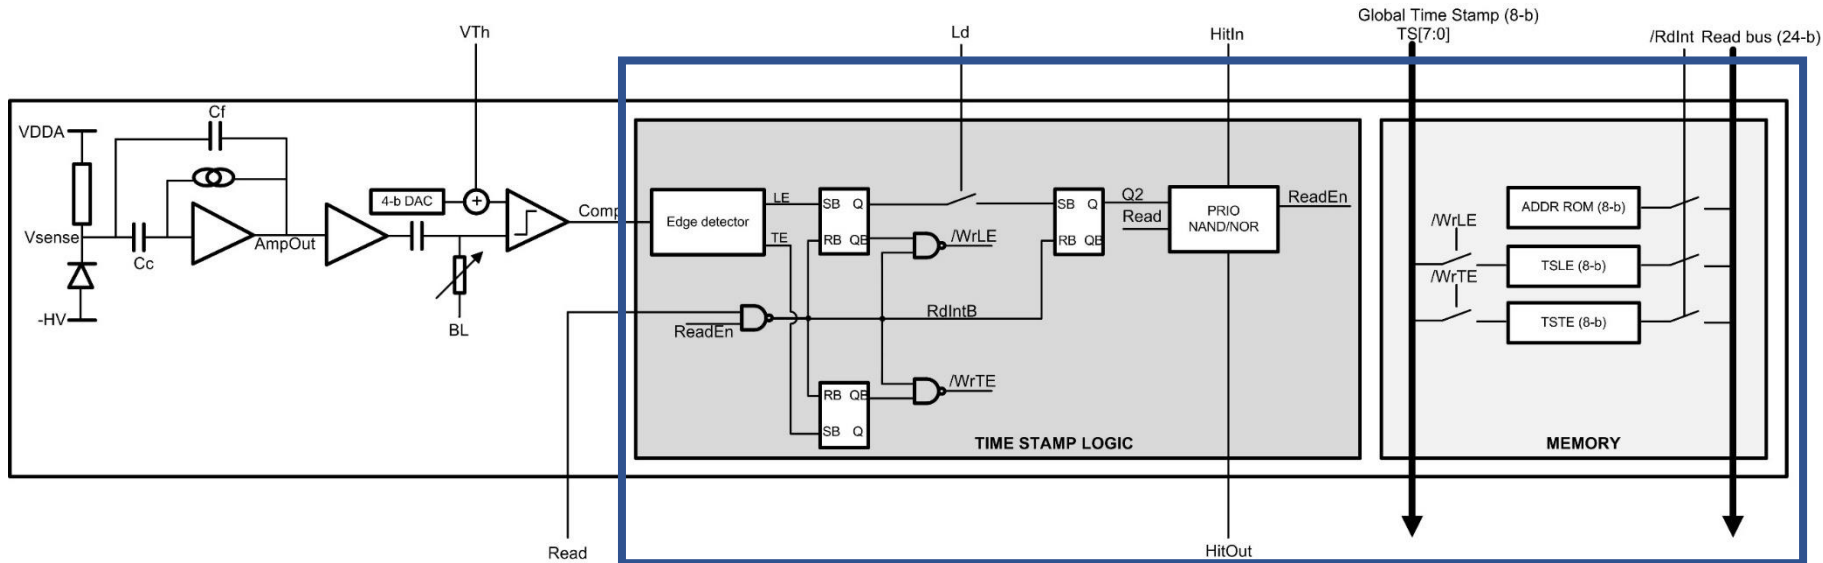 Global Time Stamp (8-b)
TS[7:0]
VTh
Ld
HitIn
/RdInt
Read bus (24-b)
Cf
VDDA
4-b DAC
+
Comp
Edge detector
LE
TE
SB Q
RB QB
/WrLE
SB Q
RB QB
Q2
Read
PRIO
NAND/NOR
ReadEn
ADDR ROM (8-b)
/WrLE
TSLE (8-b)
/WrTE
TSTE (8-b)
Vsense
Cc
AmpOut
-HV
BL
ReadEn
RdIntB
/WrTE
RB QB
SB Q
TIME STAMP LOGIC
MEMORY
Read
HitOut